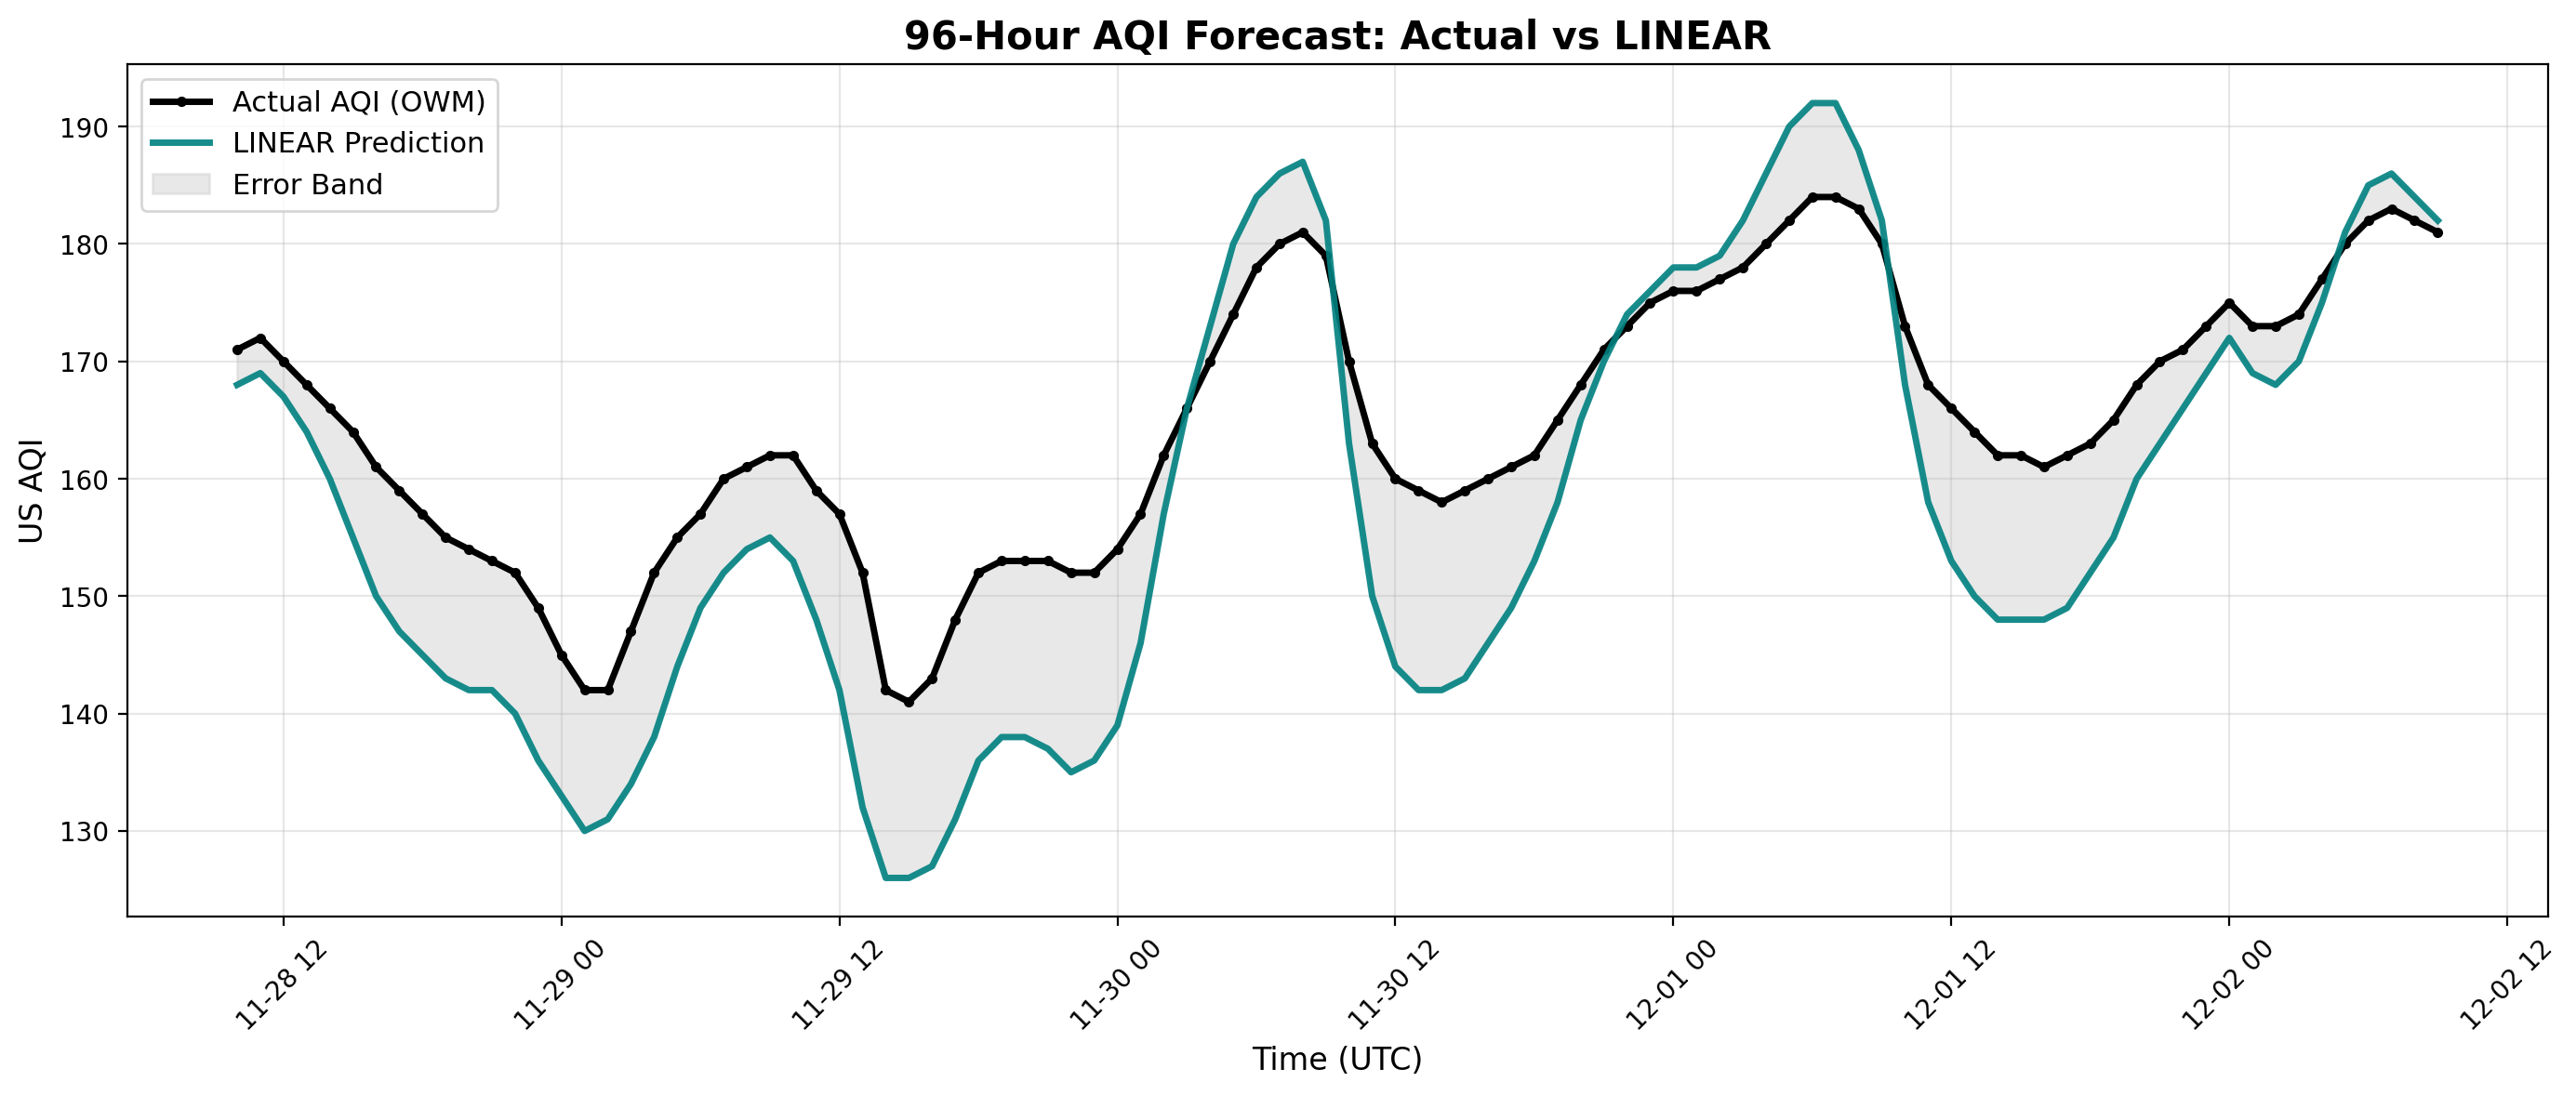 96-Hour AQI Forecast: Actual vs LINEAR
Actual AQI (OWM)
LINEAR Prediction
Error Band
US AQI
190
180
170
160
150
140
130
11-28 12
11-29 00
11-29 12
11-30 00
11-30 12
12-01 00
12-01 12
12-02 00
12-02 12
Time (UTC)